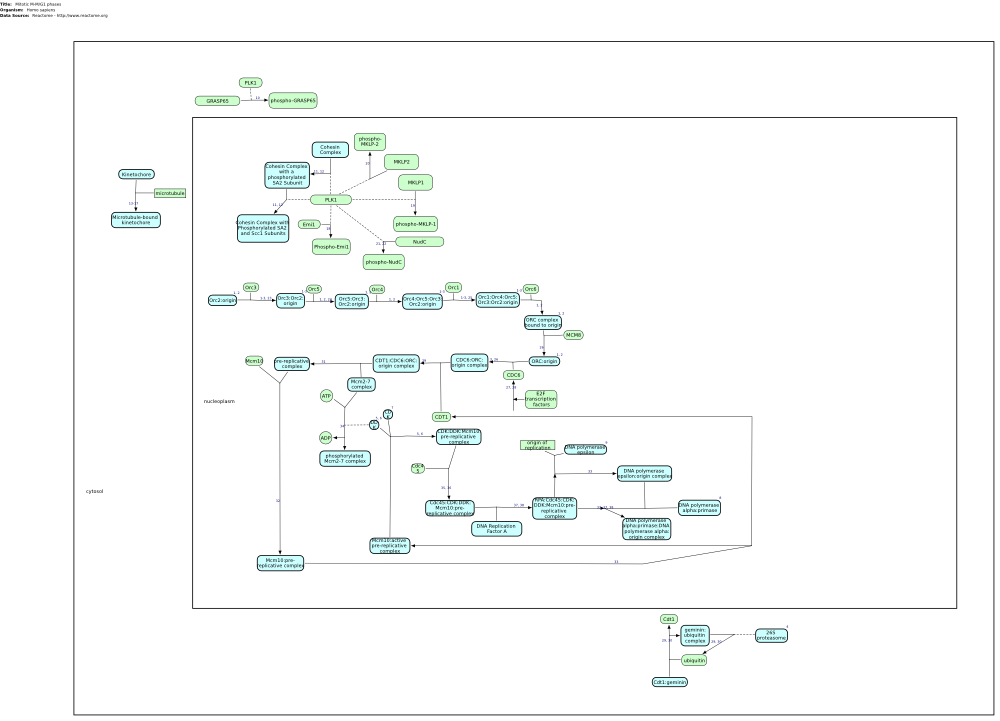 Title: Mitotic M-M/G1 phases
Organism: Homo sapiens
Data Source: Reactome - http://www.reactome.org
PLK1
GRASP65
phospho-GRASP65
Kinetochore
microtubule
Microtubule-bound
kinetochore
Cohesin
Complex
phospho-
MKLP-2
Cohesin Complex
with a
phosphorylated
SA2 Subunit
MKLP2
MKLP1
PLK1
Cohesin Complex with
Phosphorylated SA2
and Scc1 Subunits
Emi1
phospho-MKLP-1
Phospho-Emi1
NudC
phospho-NudC
Orc3
Orc5
Orc4
Orc1
Orc6
Orc2:origin
Orc3:Orc2:
origin
Orc5:Orc3:
Orc2:origin
Orc4:Orc5:Orc3:
Orc2:origin
Orc1:Orc4:Orc5:
Orc3:Orc2:origin
ORC complex
bound to origin
MCM8
Mcm10
pre-replicative
complex
CDT1:CDC6:ORC:
origin complex
CDC6:ORC:
origin complex
ORC:origin
CDC6
Mcm2-7
complex
ATP
E2F
transcription
factors
nucleoplasm
CDT1
ADP
CDK:DDK:Mcm10
pre-replicative
complex
origin of
replication
DNA polymerase
epsilon
phosphorylated
Mcm2-7 complex
Cdc4
5
DNA polymerase
epsilon:origin complex
cytosol
Cdc45:CDK:DDK:
Mcm10:pre-
replicative complex
RPA:Cdc45:CDK:
DDK:Mcm10:pre-
replicative
complex
DNA polymerase
alpha:primase
DNA Replication
Factor A
DNA polymerase
alpha:primase:DNA
polymerase alpha:
origin complex
Mcm10:active
pre-replicative
complex
Mcm10:pre-
replicative complex
Cdt1
geminin:
ubiquitin
complex
26S
proteasome
ubiquitin
Cdt1:geminin